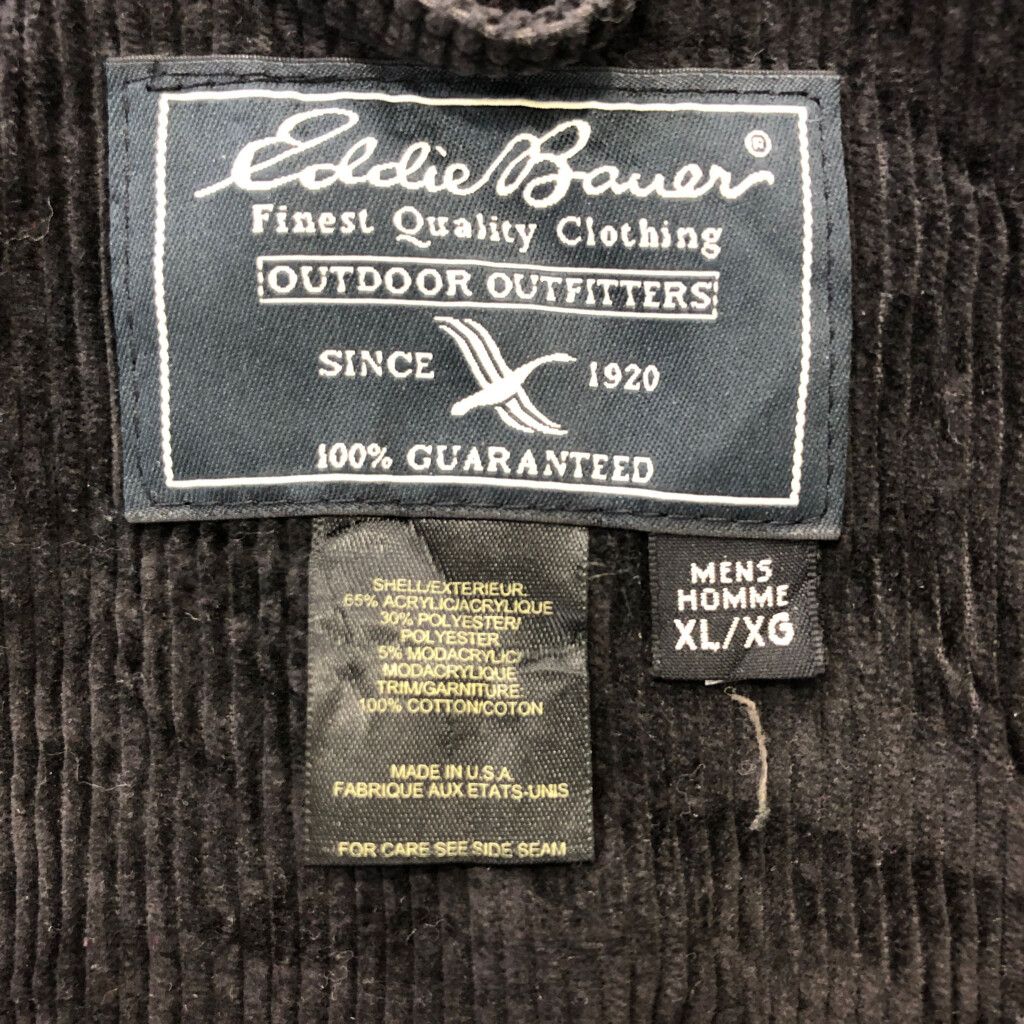 Eddie Bauer®
Finest Quality Clothing
OUTDOOR OUTFITTERS
SINCE 1920
100% GUARANTEED
SHELL/EXTERIEUR:
65% ACRYLIC/ACRYLIQUE
30% POLYESTER/
POLYESTER
5% MODACRYLIC/
MODACRYLIQUE
TRIM/GARNITURE:
100% COTTON/COTON
MADE IN U.S.A.
FABRIQUE AUX ETATS-UNIS
FOR CARE SEE SIDE SEAM
MENS
HOMME
XL/XG